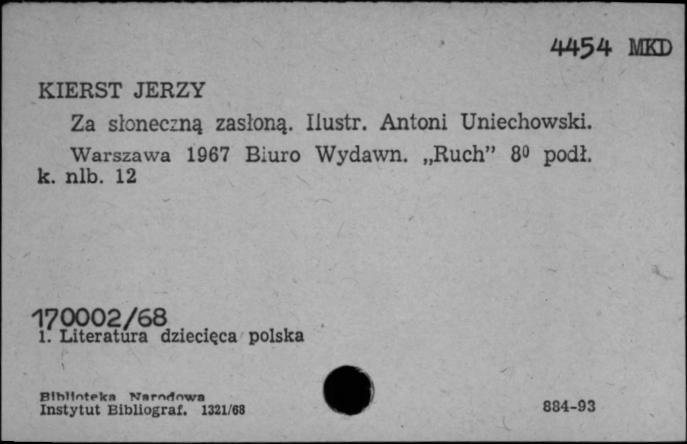 4454 MKD
KIERST JERZY
Za słoneczną zasłoną. Ilustr. Antoni Uniechowski.
Warszawa 1967 Biuro Wydawn. „Ruch” 8⁰ podł.
k. nlb. 12
170002/68
1. Literatura dziecięca polska
Biblioteka Narodowa
Instytut Bibliograf. 1321/68
884-93